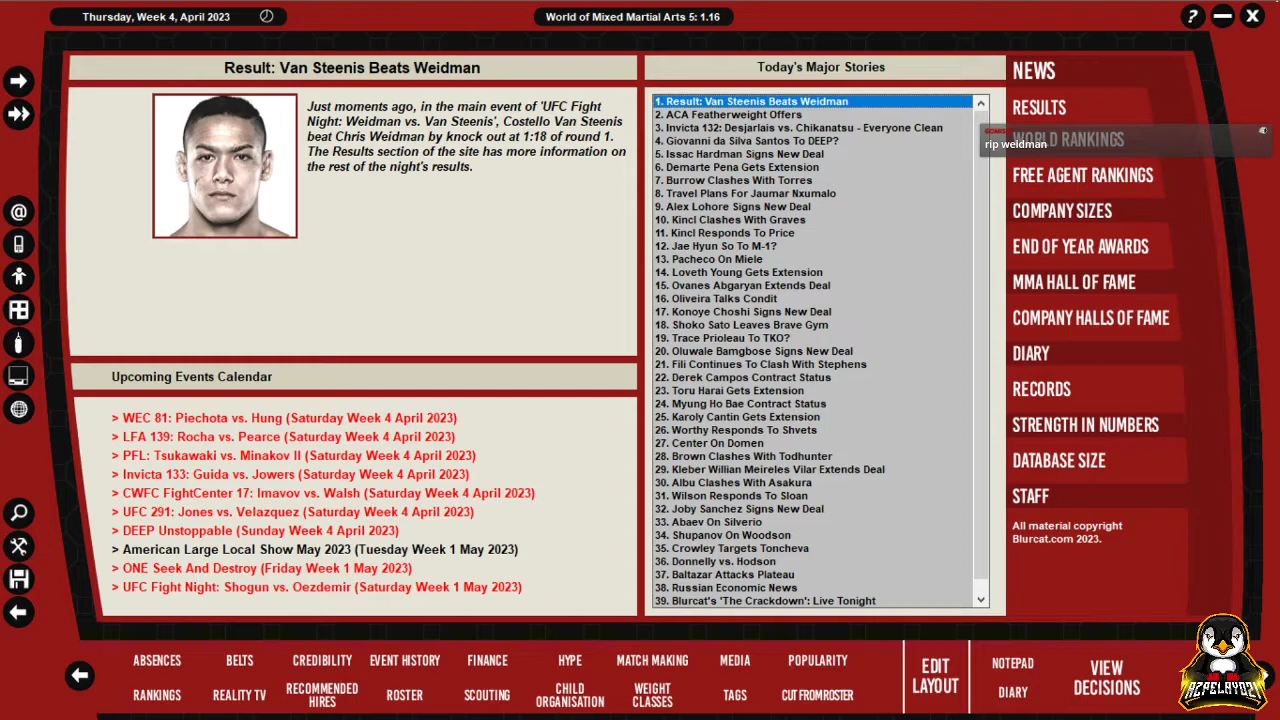 Thursday, Week 4, April 2023
World of Mixed Martial Arts 5: 1.16
?
Result: Van Steenis Beats Weidman
Just moments ago, in the main event of 'UFC Fight
Night: Weidman vs. Van Steenis', Costello Van Steenis
beat Chris Weidman by knock out at 1:18 of round 1.
The Results section of the site has more information on
the rest of the night's results.
Upcoming Events Calendar
> WEC 81: Piechota vs. Hung (Saturday Week 4 April 2023)
> LFA 139: Rocha vs. Pearce (Saturday Week 4 April 2023)
> PFL: Tsukawaki vs. Minakov II (Saturday Week 4 April 2023)
> Invicta 133: Guida vs. Jowers (Saturday Week 4 April 2023)
> CWFC FightCenter 17: Imavov vs. Walsh (Saturday Week 4 April 2023)
> UFC 291: Jones vs. Velazquez (Saturday Week 4 April 2023)
> DEEP Unstoppable (Sunday Week 4 April 2023)
> American Large Local Show May 2023 (Tuesday Week 1 May 2023)
> ONE Seek And Destroy (Friday Week 1 May 2023)
> UFC Fight Night: Shogun vs. Oezdemir (Saturday Week 1 May 2023)
Today's Major Stories
1. Result: Van Steenis Beats Weidman
2. ACA Featherweight Offers
3. Invicta 132: Desjarlais vs. Chikanatsu - Everyone Clean
4. Giovanni da Silva Santos To DEEP?
5. Issac Hardman Signs New Deal
6. Demarte Pena Gets Extension
7. Burrow Clashes With Torres
8. Travel Plans For Jaumar Nxumalo
9. Alex Lohore Signs New Deal
10. Kincl Clashes With Graves
11. Kincl Responds To Price
12. Jae Hyun So To M-1?
13. Pacheco On Miele
14. Loveth Young Gets Extension
15. Ovanes Abgaryan Extends Deal
16. Oliveira Talks Condit
17. Konoye Choshi Signs New Deal
18. Shoko Sato Leaves Brave Gym
19. Trace Prioleau To TKO?
20. Oluwale Bamgbose Signs New Deal
21. Fili Continues To Clash With Stephens
22. Derek Campos Contract Status
23. Toru Harai Gets Extension
24. Myung Ho Bae Contract Status
25. Karoly Cantin Gets Extension
26. Worthy Responds To Shvets
27. Center On Domen
28. Brown Clashes With Todhunter
29. Kleber Willian Meireles Vilar Extends Deal
30. Albu Clashes With Asakura
31. Wilson Responds To Sloan
32. Joby Sanchez Signs New Deal
33. Abaev On Silverio
34. Shupanov On Woodson
35. Crowley Targets Toncheva
36. Donnelly vs. Hodson
37. Baltazar Attacks Plateau
38. Russian Economic News
39. Blurcat's 'The Crackdown': Live Tonight
NEWS
RESULTS
WORLD RANKINGS
rip weidman
FREE AGENT RANKINGS
COMPANY SIZES
END OF YEAR AWARDS
MMA HALL OF FAME
COMPANY HALLS OF FAME
DIARY
RECORDS
STRENGTH IN NUMBERS
DATABASE SIZE
STAFF
All material copyright
Blurcat.com 2023.
ABSENCES BELTS CREDIBILITY EVENT HISTORY FINANCE HYPE MATCH MAKING MEDIA POPULARITY
RANKINGS REALITY TV RECOMMENDED HIRES ROSTER SCOUTING CHILD ORGANISATION WEIGHT CLASSES TAGS CUT FROM ROSTER
EDIT LAYOUT
NOTEPAD
DIARY
VIEW DECISIONS